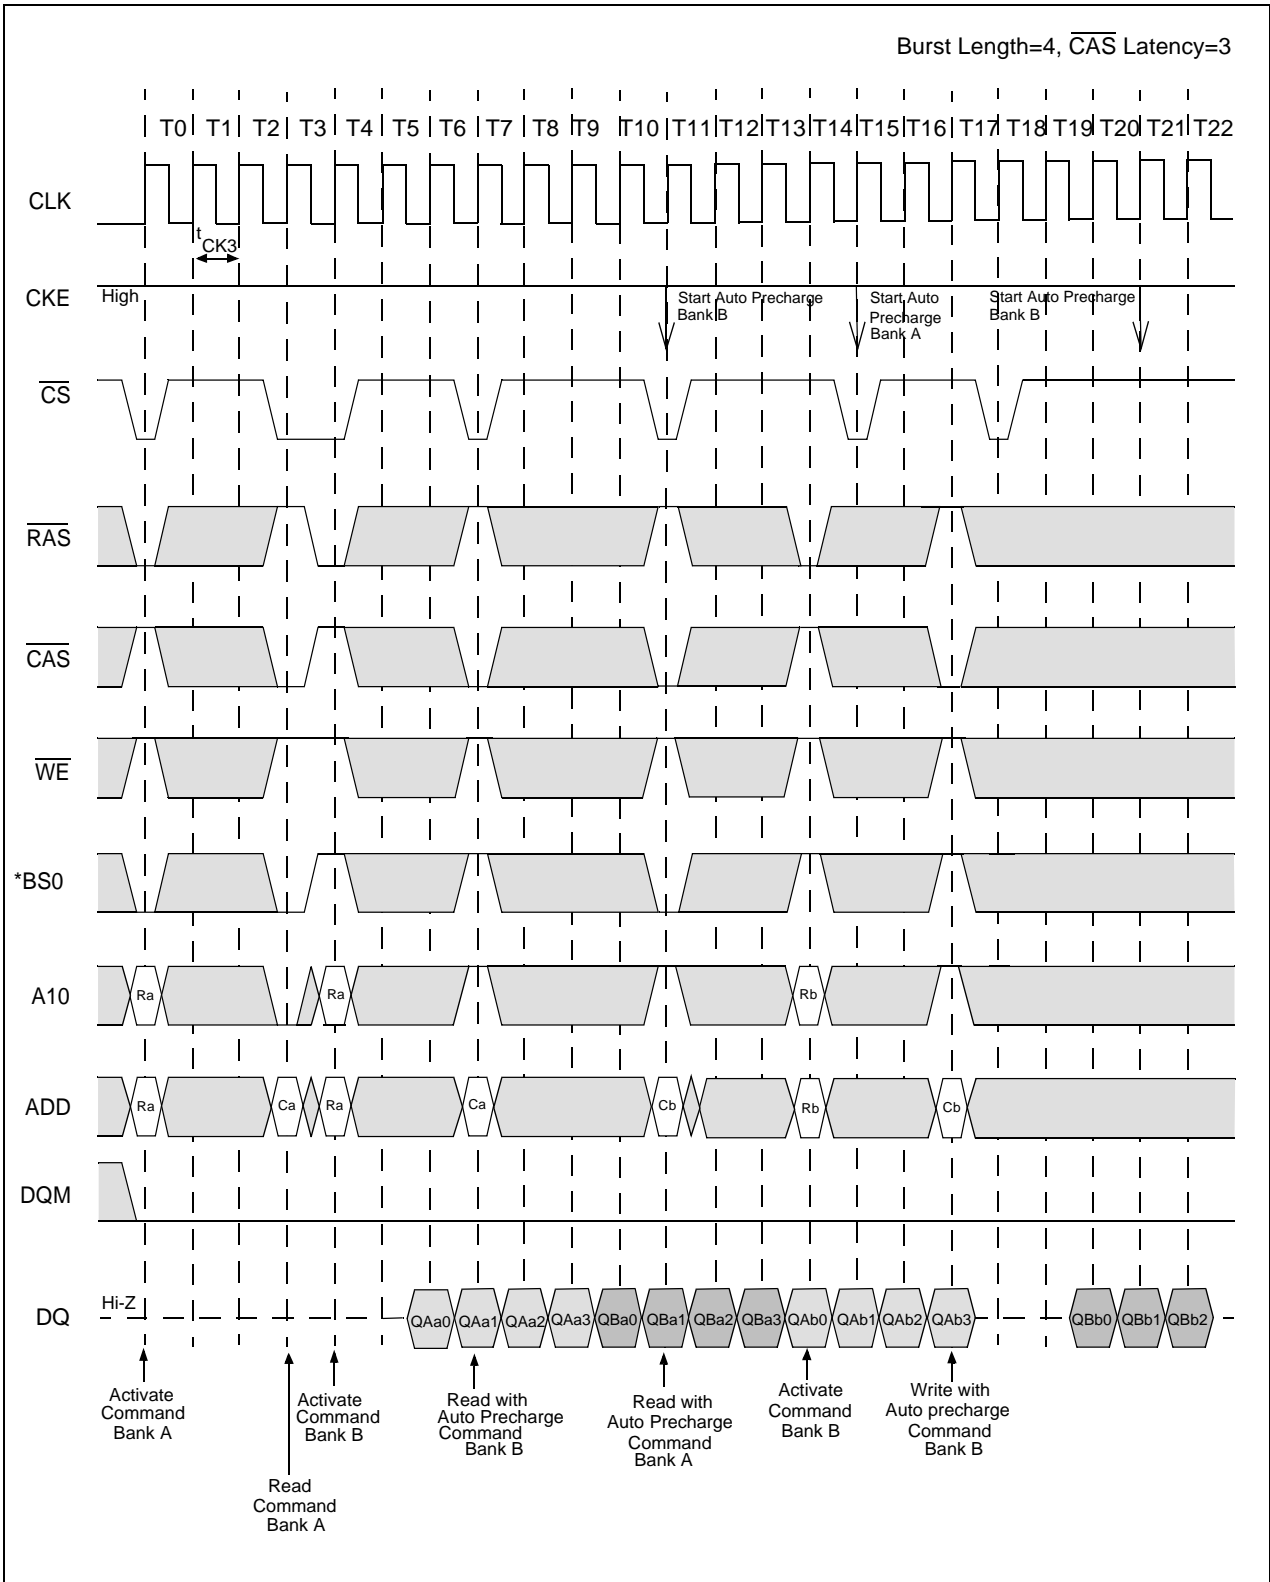 Burst Length=4, CAS Latency=3
T0 T1 T2 T3 T4 T5 T6 T7 T8 T9 T10 T11 T12 T13 T14 T15 T16 T17 T18 T19 T20 T21 T22
CLK
tCK3
CKE
High
Start Auto Precharge
Bank B
Start Auto
Precharge
Bank A
Start Auto Precharge
Bank B
CS
RAS
CAS
WE
*BS0
A10
Ra Ra Rb
ADD
Ra Ca Ra Ca Cb Rb Cb
DQM
DQ
Hi-Z
QAa0 QAa1 QAa2 QAa3 QBa0 QBa1 QBa2 QBa3 QAb0 QAb1 QAb2 QAb3 QBb0 QBb1 QBb2
Activate
Command
Bank A
Read
Command
Bank A
Activate
Command
Bank B
Read with
Auto Precharge
Command
Bank B
Read with
Auto Precharge
Command
Bank A
Activate
Command
Bank B
Write with
Auto precharge
Command
Bank B